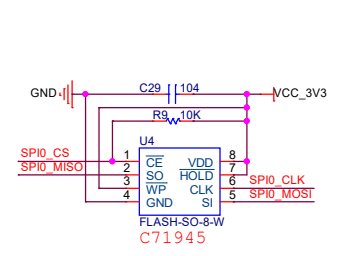 GND C29 104 VCC_3V3
R9 10K
U4
SPI0_CS 1 CE VDD 8
SPI0_MISO 2 SO HOLD 7
3 WP CLK 6 SPI0_CLK
4 GND SI 5 SPI0_MOSI
FLASH-SO-8-W
C71945